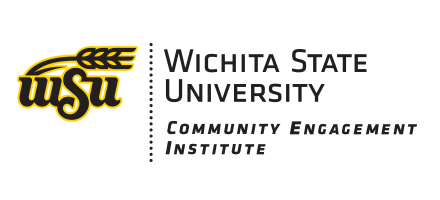 WSU
WICHITA STATE
UNIVERSITY
COMMUNITY ENGAGEMENT
INSTITUTE